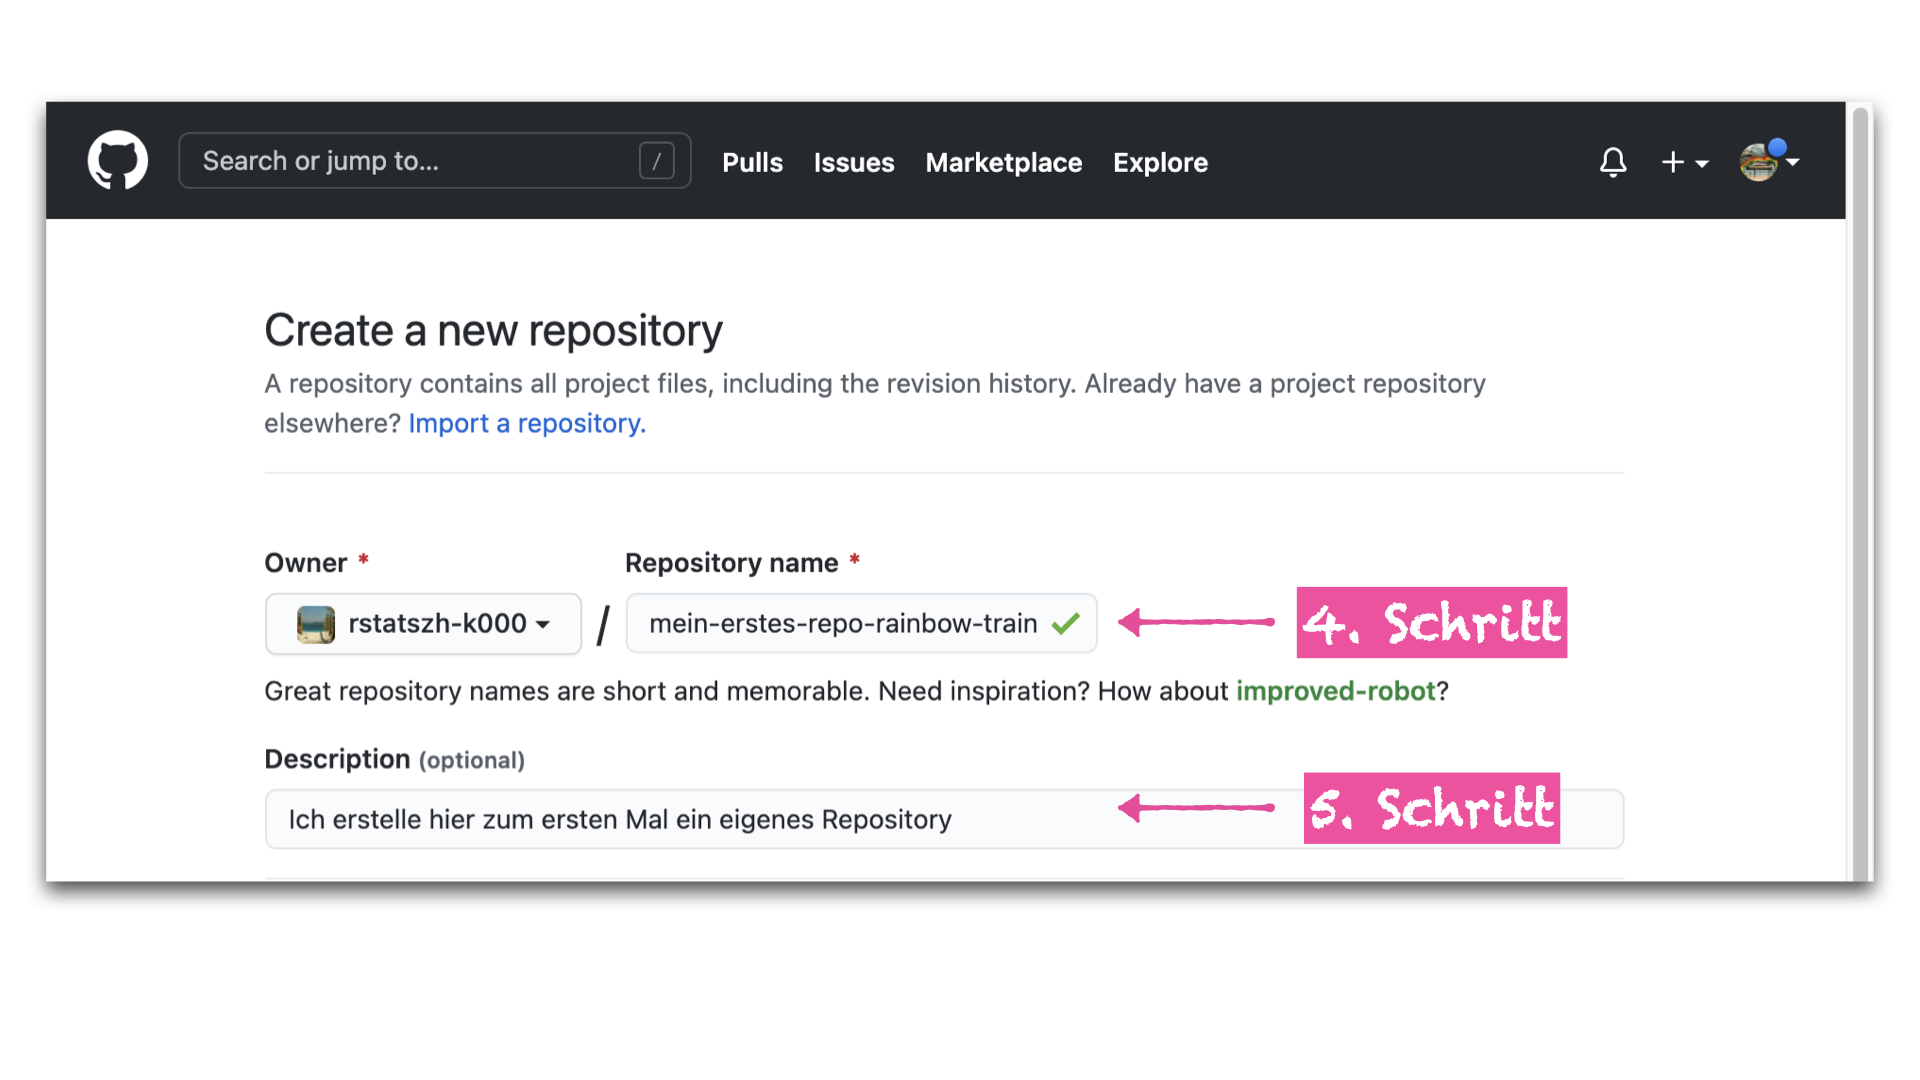 Search or jump to... /
Pulls Issues Marketplace Explore
Create a new repository
A repository contains all project files, including the revision history. Already have a project repository
elsewhere? Import a repository.
Owner * Repository name *
rstatszh-k000 / mein-erstes-repo-rainbow-train
4. Schritt
Great repository names are short and memorable. Need inspiration? How about improved-robot?
Description (optional)
Ich erstelle hier zum ersten Mal ein eigenes Repository
5. Schritt